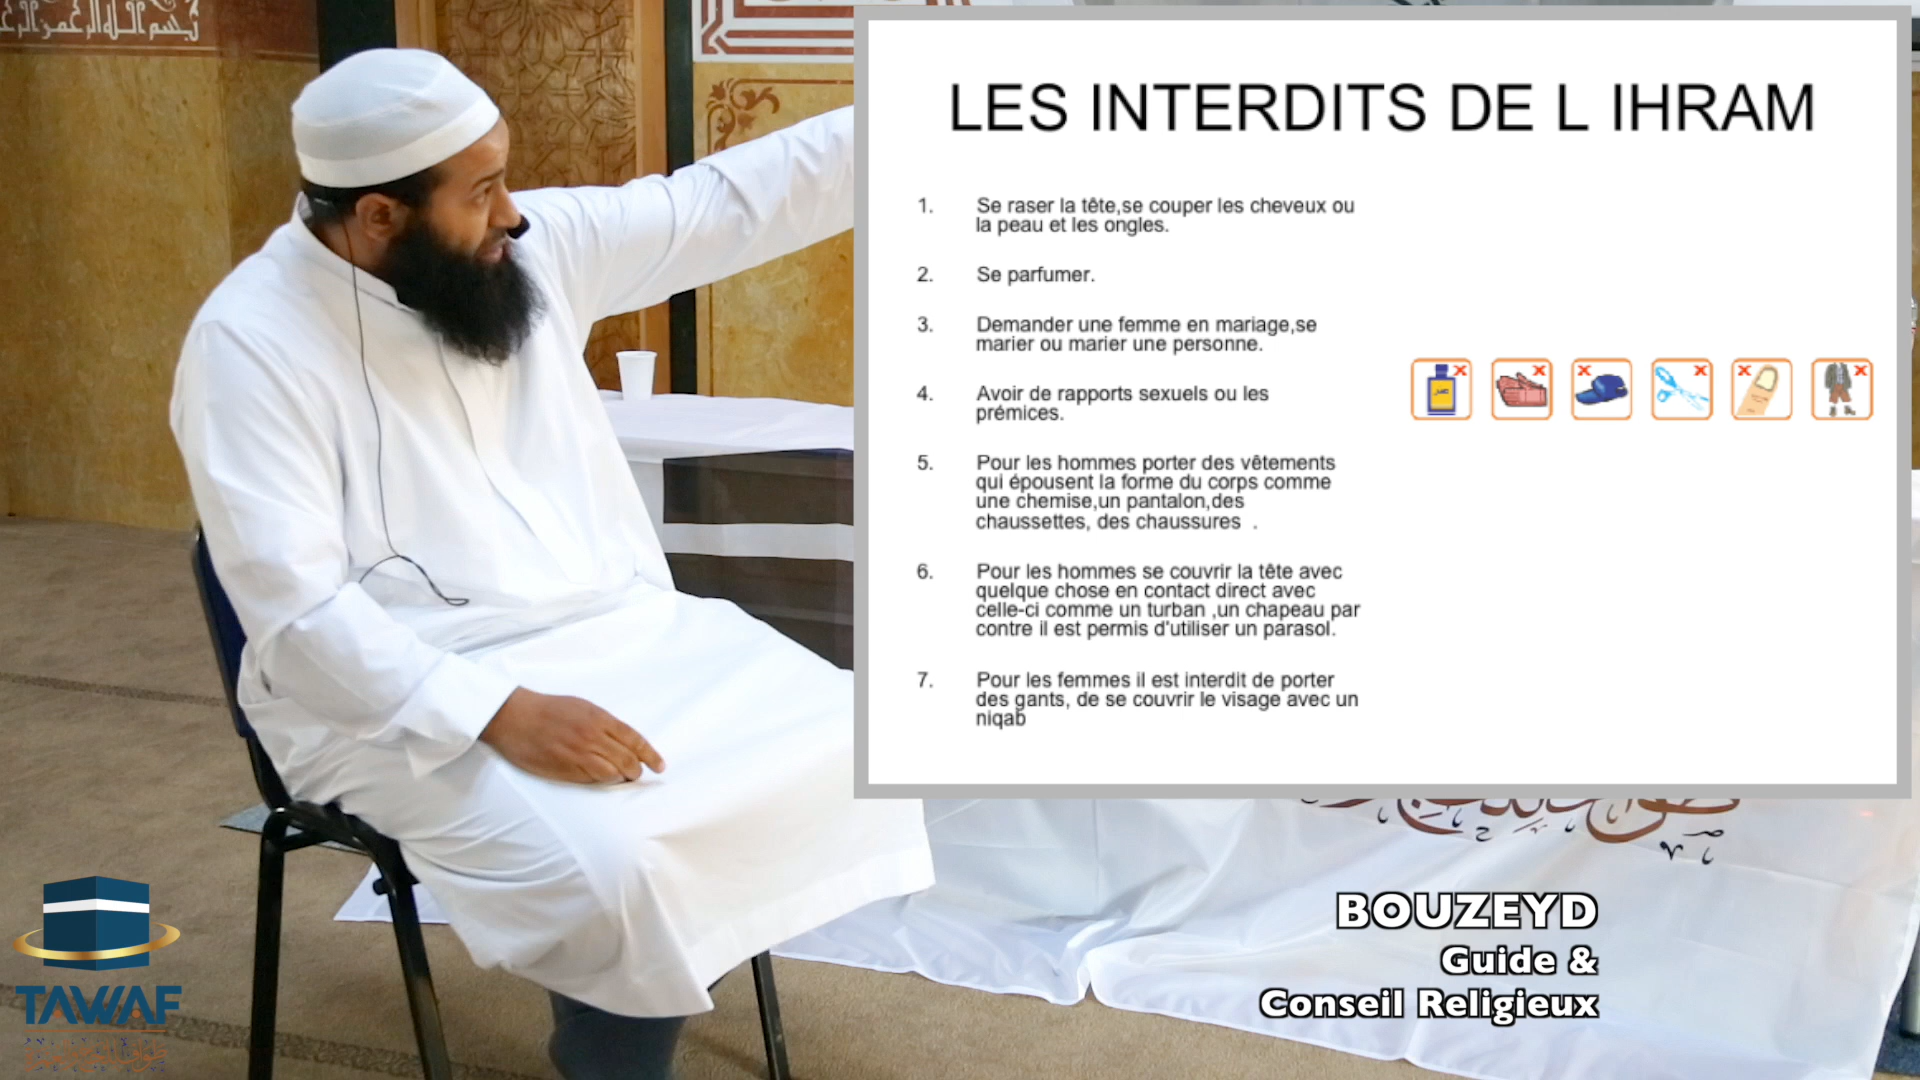 بسم الله الرحمن
LES INTERDITS DE L IHRAM
1. Se raser la tête,se couper les cheveux ou
la peau et les ongles.
2. Se parfumer.
3. Demander une femme en mariage,se
marier ou marier une personne.
4. Avoir de rapports sexuels ou les
prémices.
5. Pour les hommes porter des vêtements
qui épousent la forme du corps comme
une chemise,un pantalon,des
chaussettes, des chaussures .
6. Pour les hommes se couvrir la tête avec
quelque chose en contact direct avec
celle-ci comme un turban ,un chapeau par
contre il est permis d'utiliser un parasol.
7. Pour les femmes il est interdit de porter
des gants, de se couvrir le visage avec un
niqab
BOUZEYD
Guide &
Conseil Religieux
TAWAF